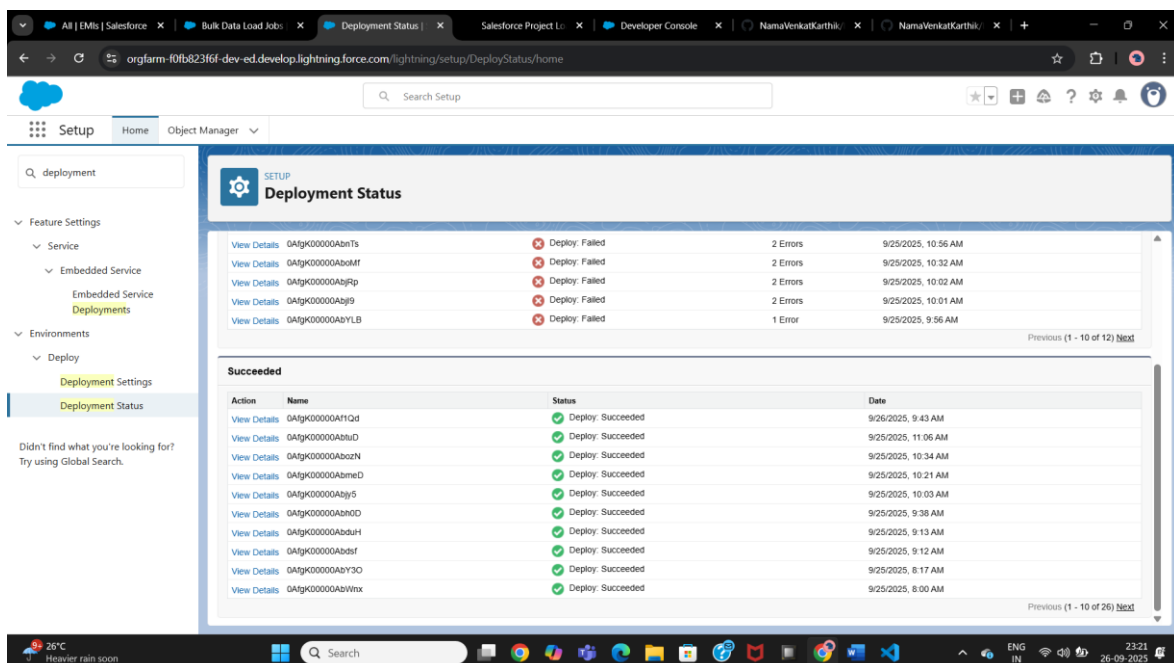 All | EMIs | Salesforce
Bulk Data Load Jobs
Deployment Status |
Salesforce Project Lo
Developer Console
NamaVenkatKarthik/
NamaVenkatKarthik/
orgfarm-f0fb823f6f-dev-ed.develop.lightning.force.com/lightning/setup/DeployStatus/home
Search Setup
Setup Home Object Manager
deployment
Feature Settings
Service
Embedded Service
Embedded Service
Deployments
Environments
Deploy
Deployment Settings
Deployment Status
Didn't find what you're looking for?
Try using Global Search.
SETUP
Deployment Status
View Details 0AfgK00000AbnTs Deploy: Failed 2 Errors 9/25/2025, 10:56 AM
View Details 0AfgK00000AboMf Deploy: Failed 2 Errors 9/25/2025, 10:32 AM
View Details 0AfgK00000AbjRp Deploy: Failed 2 Errors 9/25/2025, 10:02 AM
View Details 0AfgK00000AbjI9 Deploy: Failed 2 Errors 9/25/2025, 10:01 AM
View Details 0AfgK00000AbYLB Deploy: Failed 1 Error 9/25/2025, 9:56 AM
Previous (1 - 10 of 12) Next
Succeeded
Action Name Status Date
View Details 0AfgK00000Af1Qd Deploy: Succeeded 9/26/2025, 9:43 AM
View Details 0AfgK00000AbtuD Deploy: Succeeded 9/25/2025, 11:06 AM
View Details 0AfgK00000AbozN Deploy: Succeeded 9/25/2025, 10:34 AM
View Details 0AfgK00000AbmeD Deploy: Succeeded 9/25/2025, 10:21 AM
View Details 0AfgK00000Abjy5 Deploy: Succeeded 9/25/2025, 10:03 AM
View Details 0AfgK00000Abh0D Deploy: Succeeded 9/25/2025, 9:38 AM
View Details 0AfgK00000AbduH Deploy: Succeeded 9/25/2025, 9:13 AM
View Details 0AfgK00000Abdsf Deploy: Succeeded 9/25/2025, 9:12 AM
View Details 0AfgK00000AbY3O Deploy: Succeeded 9/25/2025, 8:17 AM
View Details 0AfgK00000AbWnx Deploy: Succeeded 9/25/2025, 8:00 AM
Previous (1 - 10 of 26) Next
9+
26°C
Heavier rain soon
Search
ENG
IN
23:21
26-09-2025